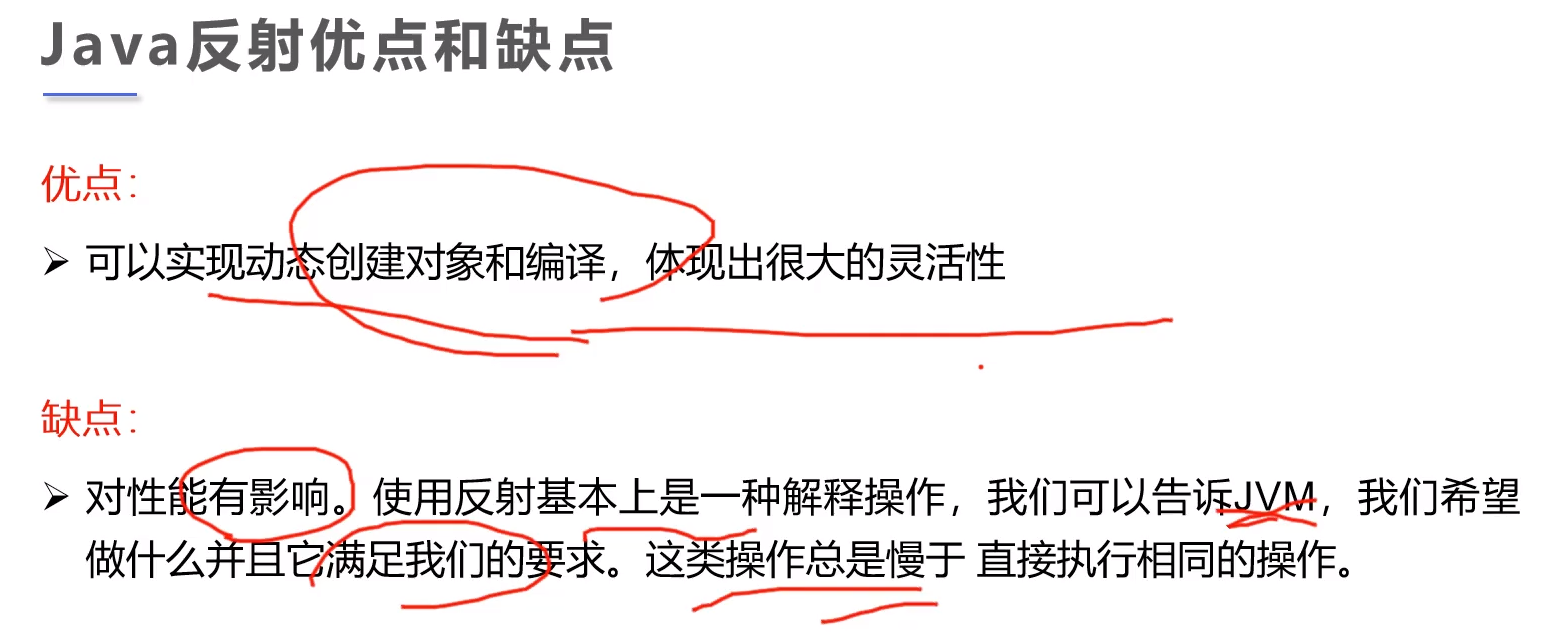 Java反射优点和缺点
优点：
➢ 可以实现动态创建对象和编译，体现出很大的灵活性
缺点：
➢ 对性能有影响。使用反射基本上是一种解释操作，我们可以告诉JVM，我们希望
做什么并且它满足我们的要求。这类操作总是慢于 直接执行相同的操作。